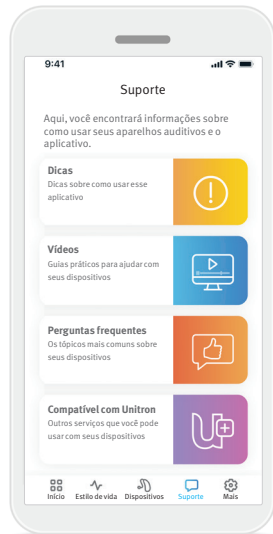 9:41
Suporte
Aqui, você encontrará informações sobre
como usar seus aparelhos auditivos e o
aplicativo.
Dicas
Dicas sobre como usar esse
aplicativo
Vídeos
Guias práticos para ajudar com
seus dispositivos
Perguntas frequentes
Os tópicos mais comuns sobre
seus dispositivos
Compatível com Unitron
Outros serviços que você pode
usar com seus dispositivos
Início Estilo de vida Dispositivos Suporte Mais